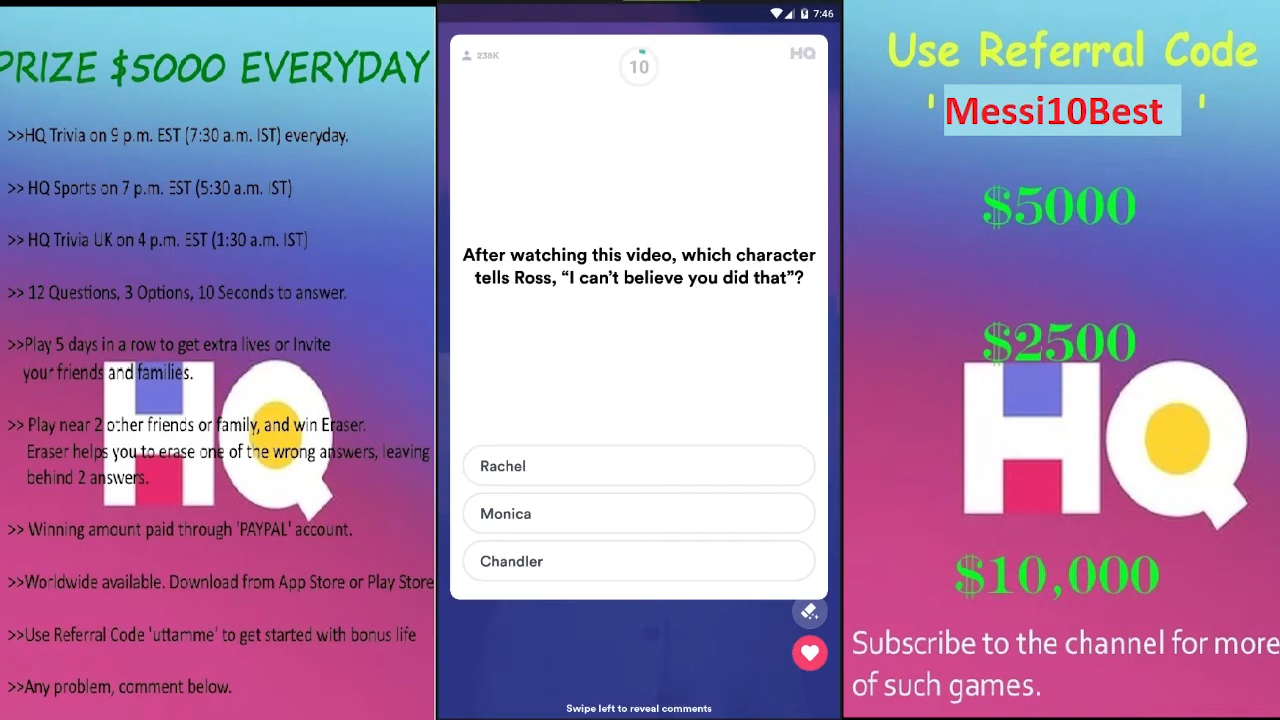 PRIZE $5000 EVERYDAY
>>HQ Trivia on 9 p.m. EST (7:30 a.m. IST) everyday.
>> HQ Sports on 7 p.m. EST (5:30 a.m. IST)
>> HQ Trivia UK on 4 p.m. EST (1:30 a.m. IST)
>> 12 Questions, 3 Options, 10 Seconds to answer.
>>Play 5 days in a row to get extra lives or Invite
your friends and families.
>> Play near 2 other friends or family, and win Eraser.
Eraser helps you to erase one of the wrong answers, leaving
behind 2 answers.
>> Winning amount paid through 'PAYPAL' account.
>>Worldwide available. Download from App Store or Play Store
>>Use Referral Code 'uttamme' to get started with bonus life
>>Any problem, comment below.
HQ
7:46
238K
10
HQ
After watching this video, which character
tells Ross, “I can’t believe you did that”?
Rachel
Monica
Chandler
Swipe left to reveal comments
Use Referral Code
' Messi10Best '
$5000
$2500
HQ
$10,000
Subscribe to the channel for more
of such games.